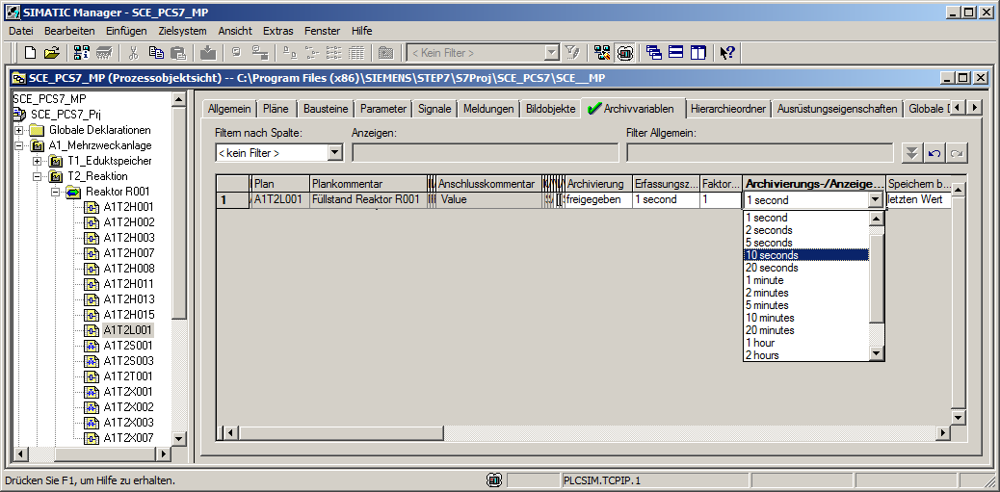 SIMATIC Manager - SCE_PCS7_MP
Datei Bearbeiten Einfügen Zielsystem Ansicht Extras Fenster Hilfe
< Kein Filter >
SCE_PCS7_MP (Prozessobjektsicht) -- C:\Program Files (x86)\SIEMENS\STEP7\S7Proj\SCE_PCS7\SCE__MP
SCE_PCS7_MP
SCE_PCS7_Prj
Globale Deklarationen
A1_Mehrzweckanlage
T1_Eduktspeicher
T2_Reaktion
Reaktor R001
A1T2H001
A1T2H002
A1T2H003
A1T2H007
A1T2H008
A1T2H011
A1T2H013
A1T2H015
A1T2L001
A1T2S001
A1T2S003
A1T2T001
A1T2X001
A1T2X002
A1T2X003
A1T2X007
Allgemein Pläne Bausteine Parameter Signale Meldungen Bildobjekte Archivvariablen Hierarchieordner Ausrüstungseigenschaften Globale
Filtern nach Spalte: Anzeigen: Filter Allgemein:
< kein Filter >
Plan Plankommentar Anschlusskommentar Archivierung Erfassungsz... Faktor... Archivierungs-/Anzeige... Speichern b...
1 A1T2L001 Füllstand Reaktor R001 Value freigegeben 1 second 1 1 second letzten Wert
1 second
2 seconds
5 seconds
10 seconds
20 seconds
1 minute
2 minutes
5 minutes
10 minutes
20 minutes
1 hour
2 hours
Drücken Sie F1, um Hilfe zu erhalten.
PLCSIM.TCPIP.1